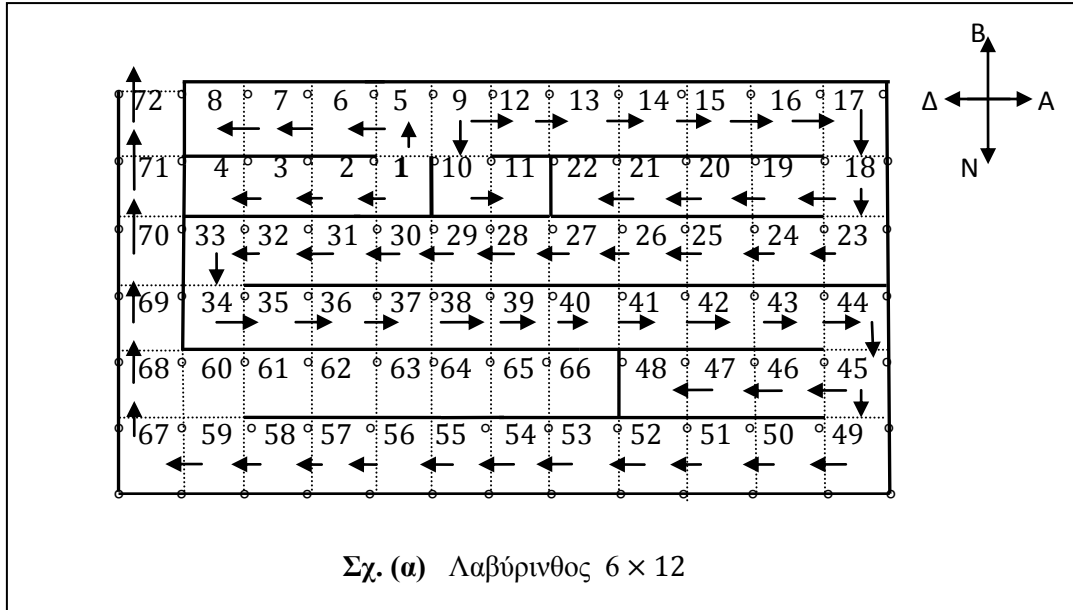 Β
72 8 7 6 5 9 12 13 14 15 16 17
Δ Α
71 4 3 2 1 10 11 22 21 20 19 18
Ν
70 33 32 31 30 29 28 27 26 25 24 23
69 34 35 36 37 38 39 40 41 42 43 44
68 60 61 62 63 64 65 66 48 47 46 45
67 59 58 57 56 55 54 53 52 51 50 49
Σχ. (α) Λαβύρινθος 6 × 12